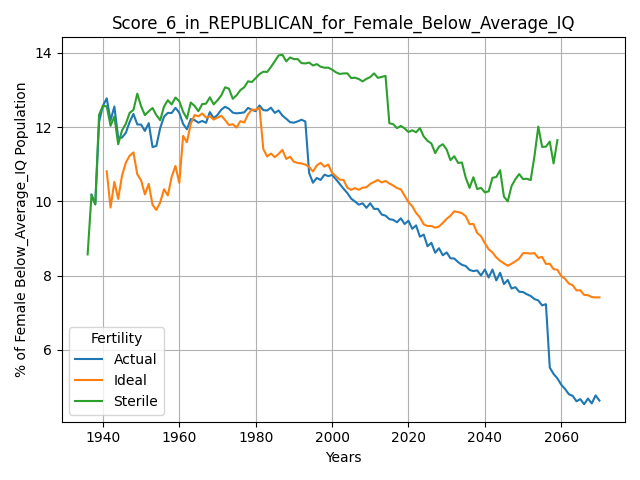 Score_6_in_REPUBLICAN_for_Female_Below_Average_IQ
% of Female Below_Average_IQ Population
14
12
10
8
6
Fertility
Actual
Ideal
Sterile
1940
1960
1980
2000
2020
2040
2060
Years